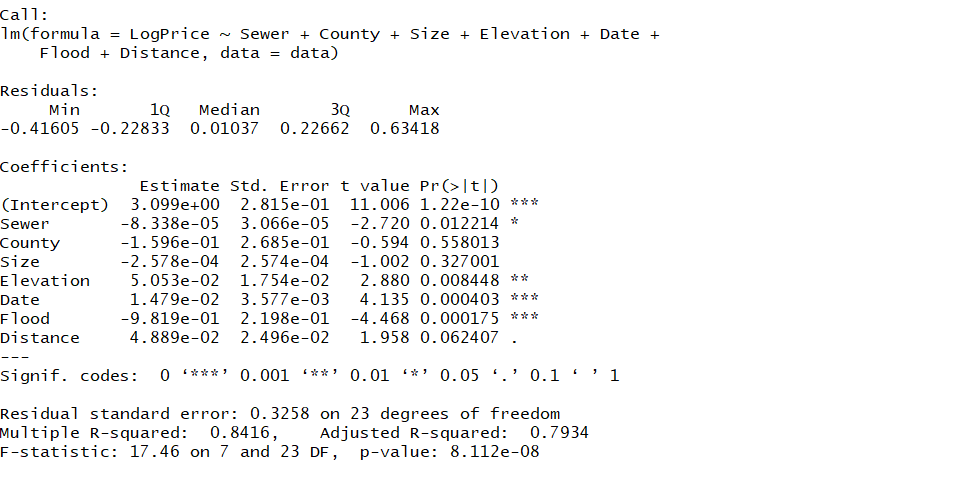 Call:
lm(formula = LogPrice ~ Sewer + County + Size + Elevation + Date +
    Flood + Distance, data = data)

Residuals:
     Min       1Q   Median       3Q      Max
-0.41605 -0.22833  0.01037  0.22662  0.63418

Coefficients:
              Estimate Std. Error t value Pr(>|t|)
(Intercept)  3.099e+00  2.815e-01  11.006 1.22e-10 ***
Sewer       -8.338e-05  3.066e-05  -2.720 0.012214 *
County      -1.596e-01  2.685e-01  -0.594 0.558013
Size        -2.578e-04  2.574e-04  -1.002 0.327001
Elevation    5.053e-02  1.754e-02   2.880 0.008448 **
Date         1.479e-02  3.577e-03   4.135 0.000403 ***
Flood       -9.819e-01  2.198e-01  -4.468 0.000175 ***
Distance     4.889e-02  2.496e-02   1.958 0.062407 .
---
Signif. codes:  0 ‘***’ 0.001 ‘**’ 0.01 ‘*’ 0.05 ‘.’ 0.1 ‘ ’ 1

Residual standard error: 0.3258 on 23 degrees of freedom
Multiple R-squared:  0.8416,    Adjusted R-squared:  0.7934
F-statistic: 17.46 on 7 and 23 DF,  p-value: 8.112e-08